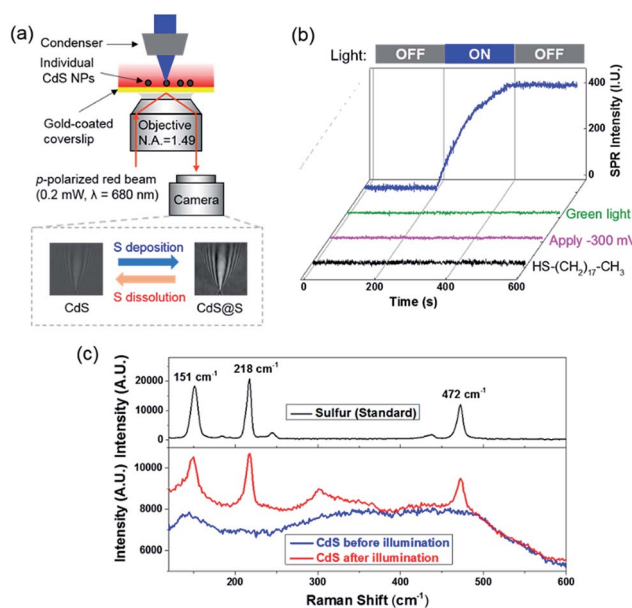 (a)
Condenser
Individual
CdS NPs
Gold-coated
coverslip
Objective
N.A.=1.49
p-polarized red beam
(0.2 mW, λ = 680 nm)
Camera
S deposition
S dissolution
CdS
CdS@S
(b)
Light: OFF ON OFF
400
200
0
SPR Intensity (I.U.)
Green light
Apply -300 mV
HS-(CH2)17-CH3
0 200 400 600
Time (s)
(c)
151 cm⁻¹
218 cm⁻¹
472 cm⁻¹
20000
10000
0
Intensity (A.U.)
Sulfur (Standard)
10000
8000
6000
Intensity (A.U.)
CdS before illumination
CdS after illumination
200 300 400 500 600
Raman Shift (cm⁻¹)